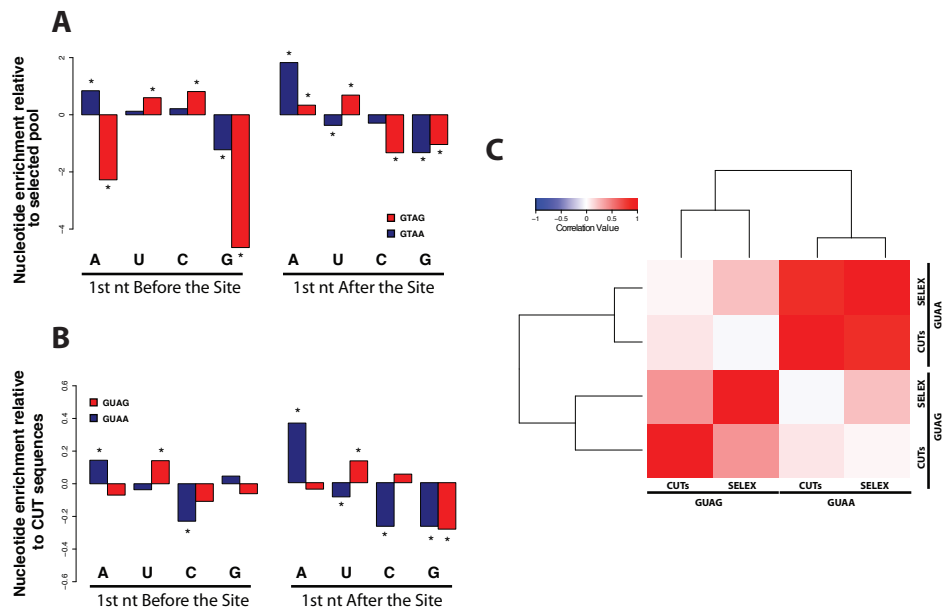 A
Nucleotide enrichment relative
to selected pool
2
0
−2
−4
* * * * * *
* * * * * * *
GTAG
GTAA
A U C G
1st nt Before the Site
A U C G
1st nt After the Site
B
Nucleotide enrichment relative
to CUT sequences
0.6
0.4
0.2
0.0
−0.2
−0.4
−0.6
GUAG
GUAA
* * *
* * * * * *
A U C G
1st nt Before the Site
A U C G
1st nt After the Site
C
-1 -0.5 0 0.5 1
Correlation Value
SELEX
CUTs
GUAA
SELEX
CUTs
GUAG
CUTs SELEX CUTs SELEX
GUAG GUAA